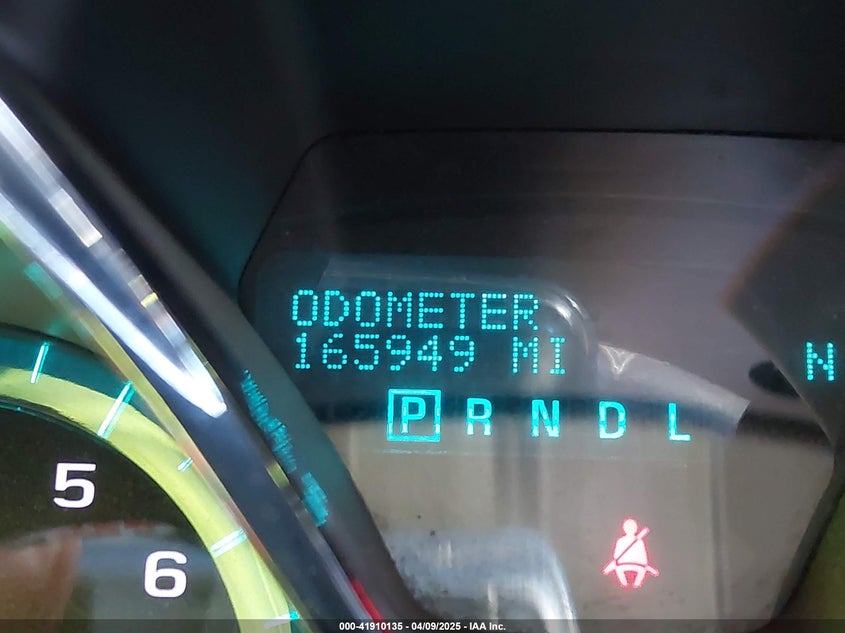 ODOMETER
165949 MI
N
P R N D L
5
6
000-41910135 - 04/09/2025 - IAA Inc.